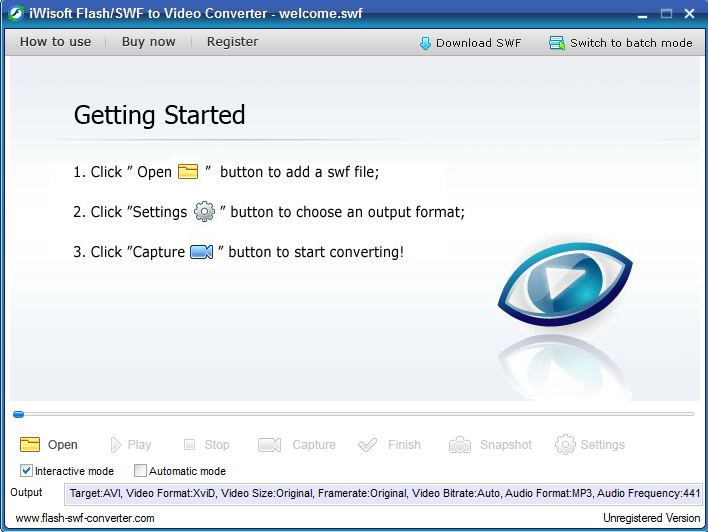 iWisoft Flash/SWF to Video Converter - welcome.swf
How to use Buy now Register Download SWF Switch to batch mode
Getting Started
1. Click " Open " button to add a swf file;
2. Click "Settings " button to choose an output format;
3. Click "Capture " button to start converting!
Open Play Stop Capture Finish Snapshot Settings
Interactive mode Automatic mode
Output Target:AVI, Video Format:XviD, Video Size:Original, Framerate:Original, Video Bitrate:Auto, Audio Format:MP3, Audio Frequency:441
www.flash-swf-converter.com Unregistered Version